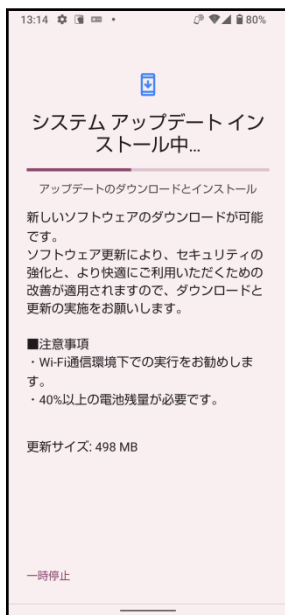 13:14 80%
システム アップデート イン
ストール中...
アップデートのダウンロードとインストール
新しいソフトウェアのダウンロードが可能
です。
ソフトウェア更新により、セキュリティの
強化と、より快適にご利用いただくための
改善が適用されますので、ダウンロードと
更新の実施をお願いします。
■注意事項
・Wi-Fi通信環境下での実行をお勧めしま
す。
・40%以上の電池残量が必要です。
更新サイズ: 498 MB
一時停止